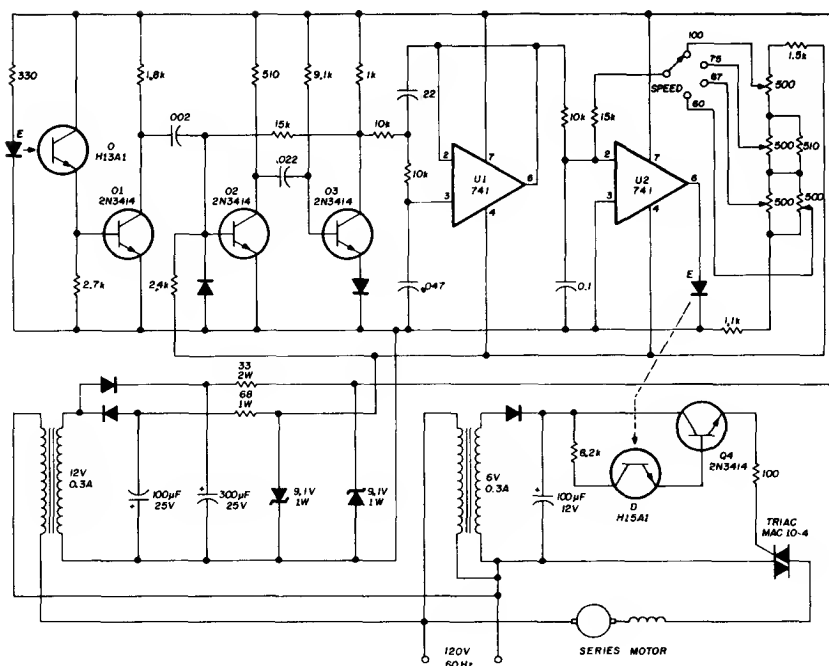 330
1.8k
510
9.1k
1k
100
75
67
60
SPEED
1.5k
500
E
O
H13A1
.002
15k
10k
22
10k
15k
500
510
O1
2N3414
.022
O2
2N3414
O3
2N3414
10k
2
3
7
6
4
U1
741
2
3
7
6
4
U2
741
500
500
2.7k
2.4k
.047
0.1
E
1.1k
33
2W
68
1W
12V
0.3A
100µF
25V
300µF
25V
9.1V
1W
9.1V
1W
6V
0.3A
100µF
12V
8.2k
D
H15A1
Q4
2N3414
100
TRIAC
MAC 10-4
120V
60Hz
SERIES MOTOR